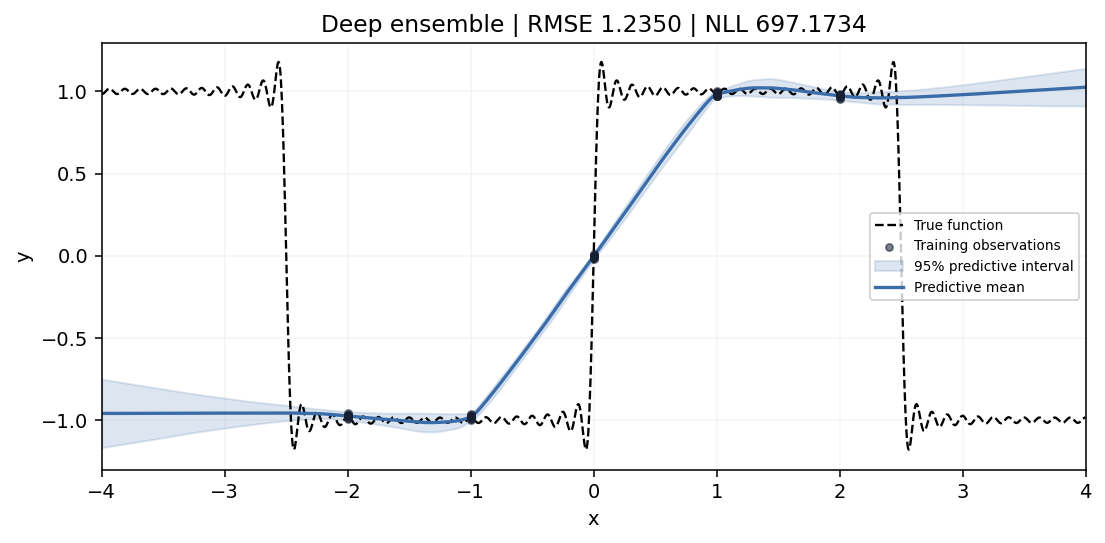 Deep ensemble | RMSE 1.2350 | NLL 697.1734
y
1.0
0.5
0.0
−0.5
−1.0
True function
Training observations
95% predictive interval
Predictive mean
−4
−3
−2
−1
0
1
2
3
4
x